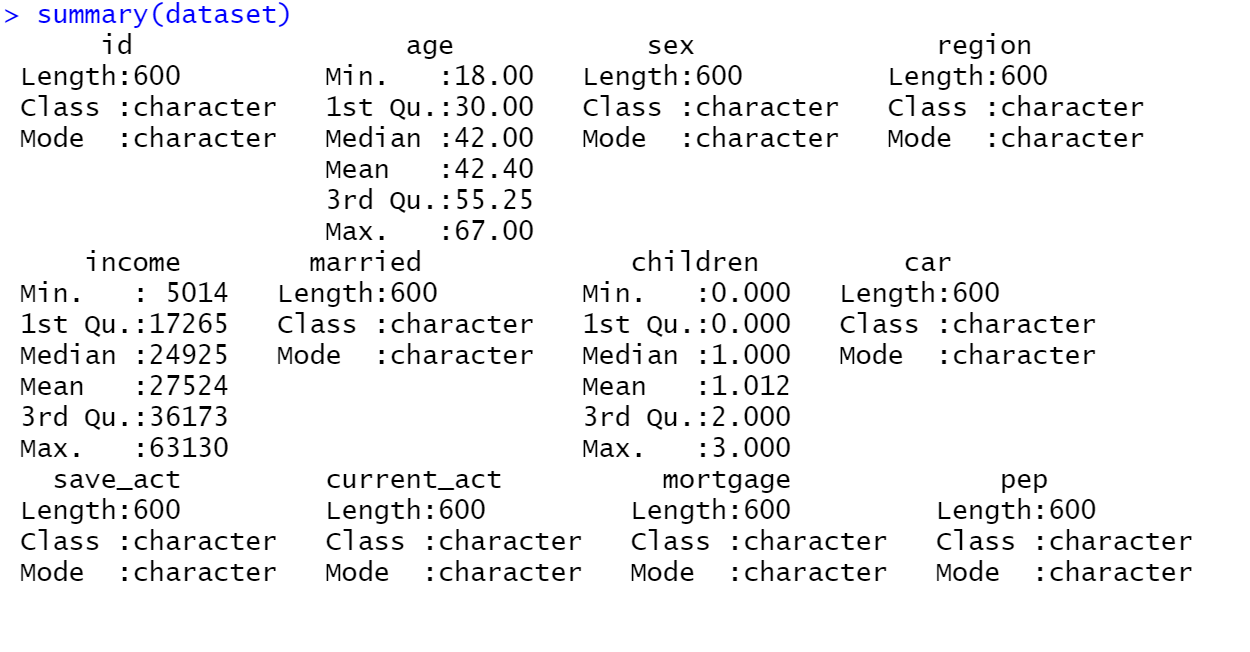 > summary(dataset)
id age sex region
Length:600 Min. :18.00 Length:600 Length:600
Class :character 1st Qu.:30.00 Class :character Class :character
Mode :character Median :42.00 Mode :character Mode :character
Mean :42.40
3rd Qu.:55.25
Max. :67.00
income married children car
Min. : 5014 Length:600 Min. :0.000 Length:600
1st Qu.:17265 Class :character 1st Qu.:0.000 Class :character
Median :24925 Mode :character Median :1.000 Mode :character
Mean :27524 Mean :1.012
3rd Qu.:36173 3rd Qu.:2.000
Max. :63130 Max. :3.000
save_act current_act mortgage pep
Length:600 Length:600 Length:600 Length:600
Class :character Class :character Class :character Class :character
Mode :character Mode :character Mode :character Mode :character